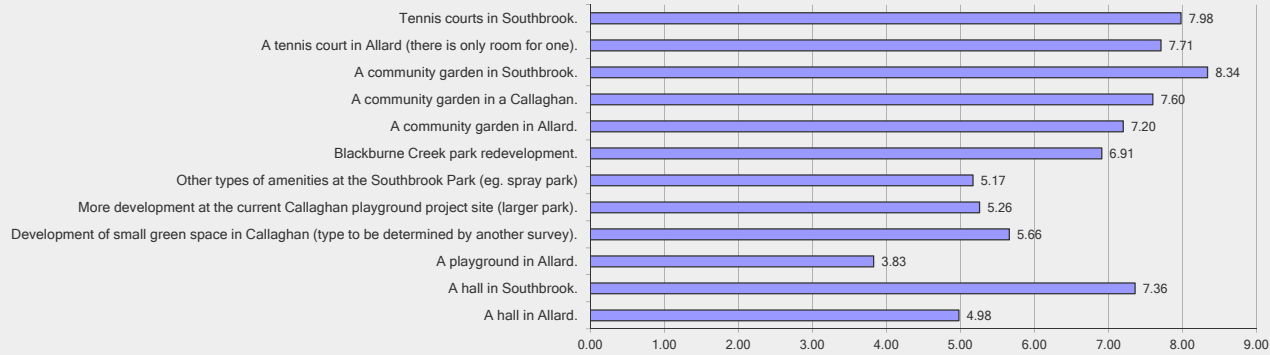 Tennis courts in Southbrook. 7.98
A tennis court in Allard (there is only room for one). 7.71
A community garden in Southbrook. 8.34
A community garden in a Callaghan. 7.60
A community garden in Allard. 7.20
Blackburne Creek park redevelopment. 6.91
Other types of amenities at the Southbrook Park (eg. spray park) 5.17
More development at the current Callaghan playground project site (larger park). 5.26
Development of small green space in Callaghan (type to be determined by another survey). 5.66
A playground in Allard. 3.83
A hall in Southbrook. 7.36
A hall in Allard. 4.98
0.00 1.00 2.00 3.00 4.00 5.00 6.00 7.00 8.00 9.00